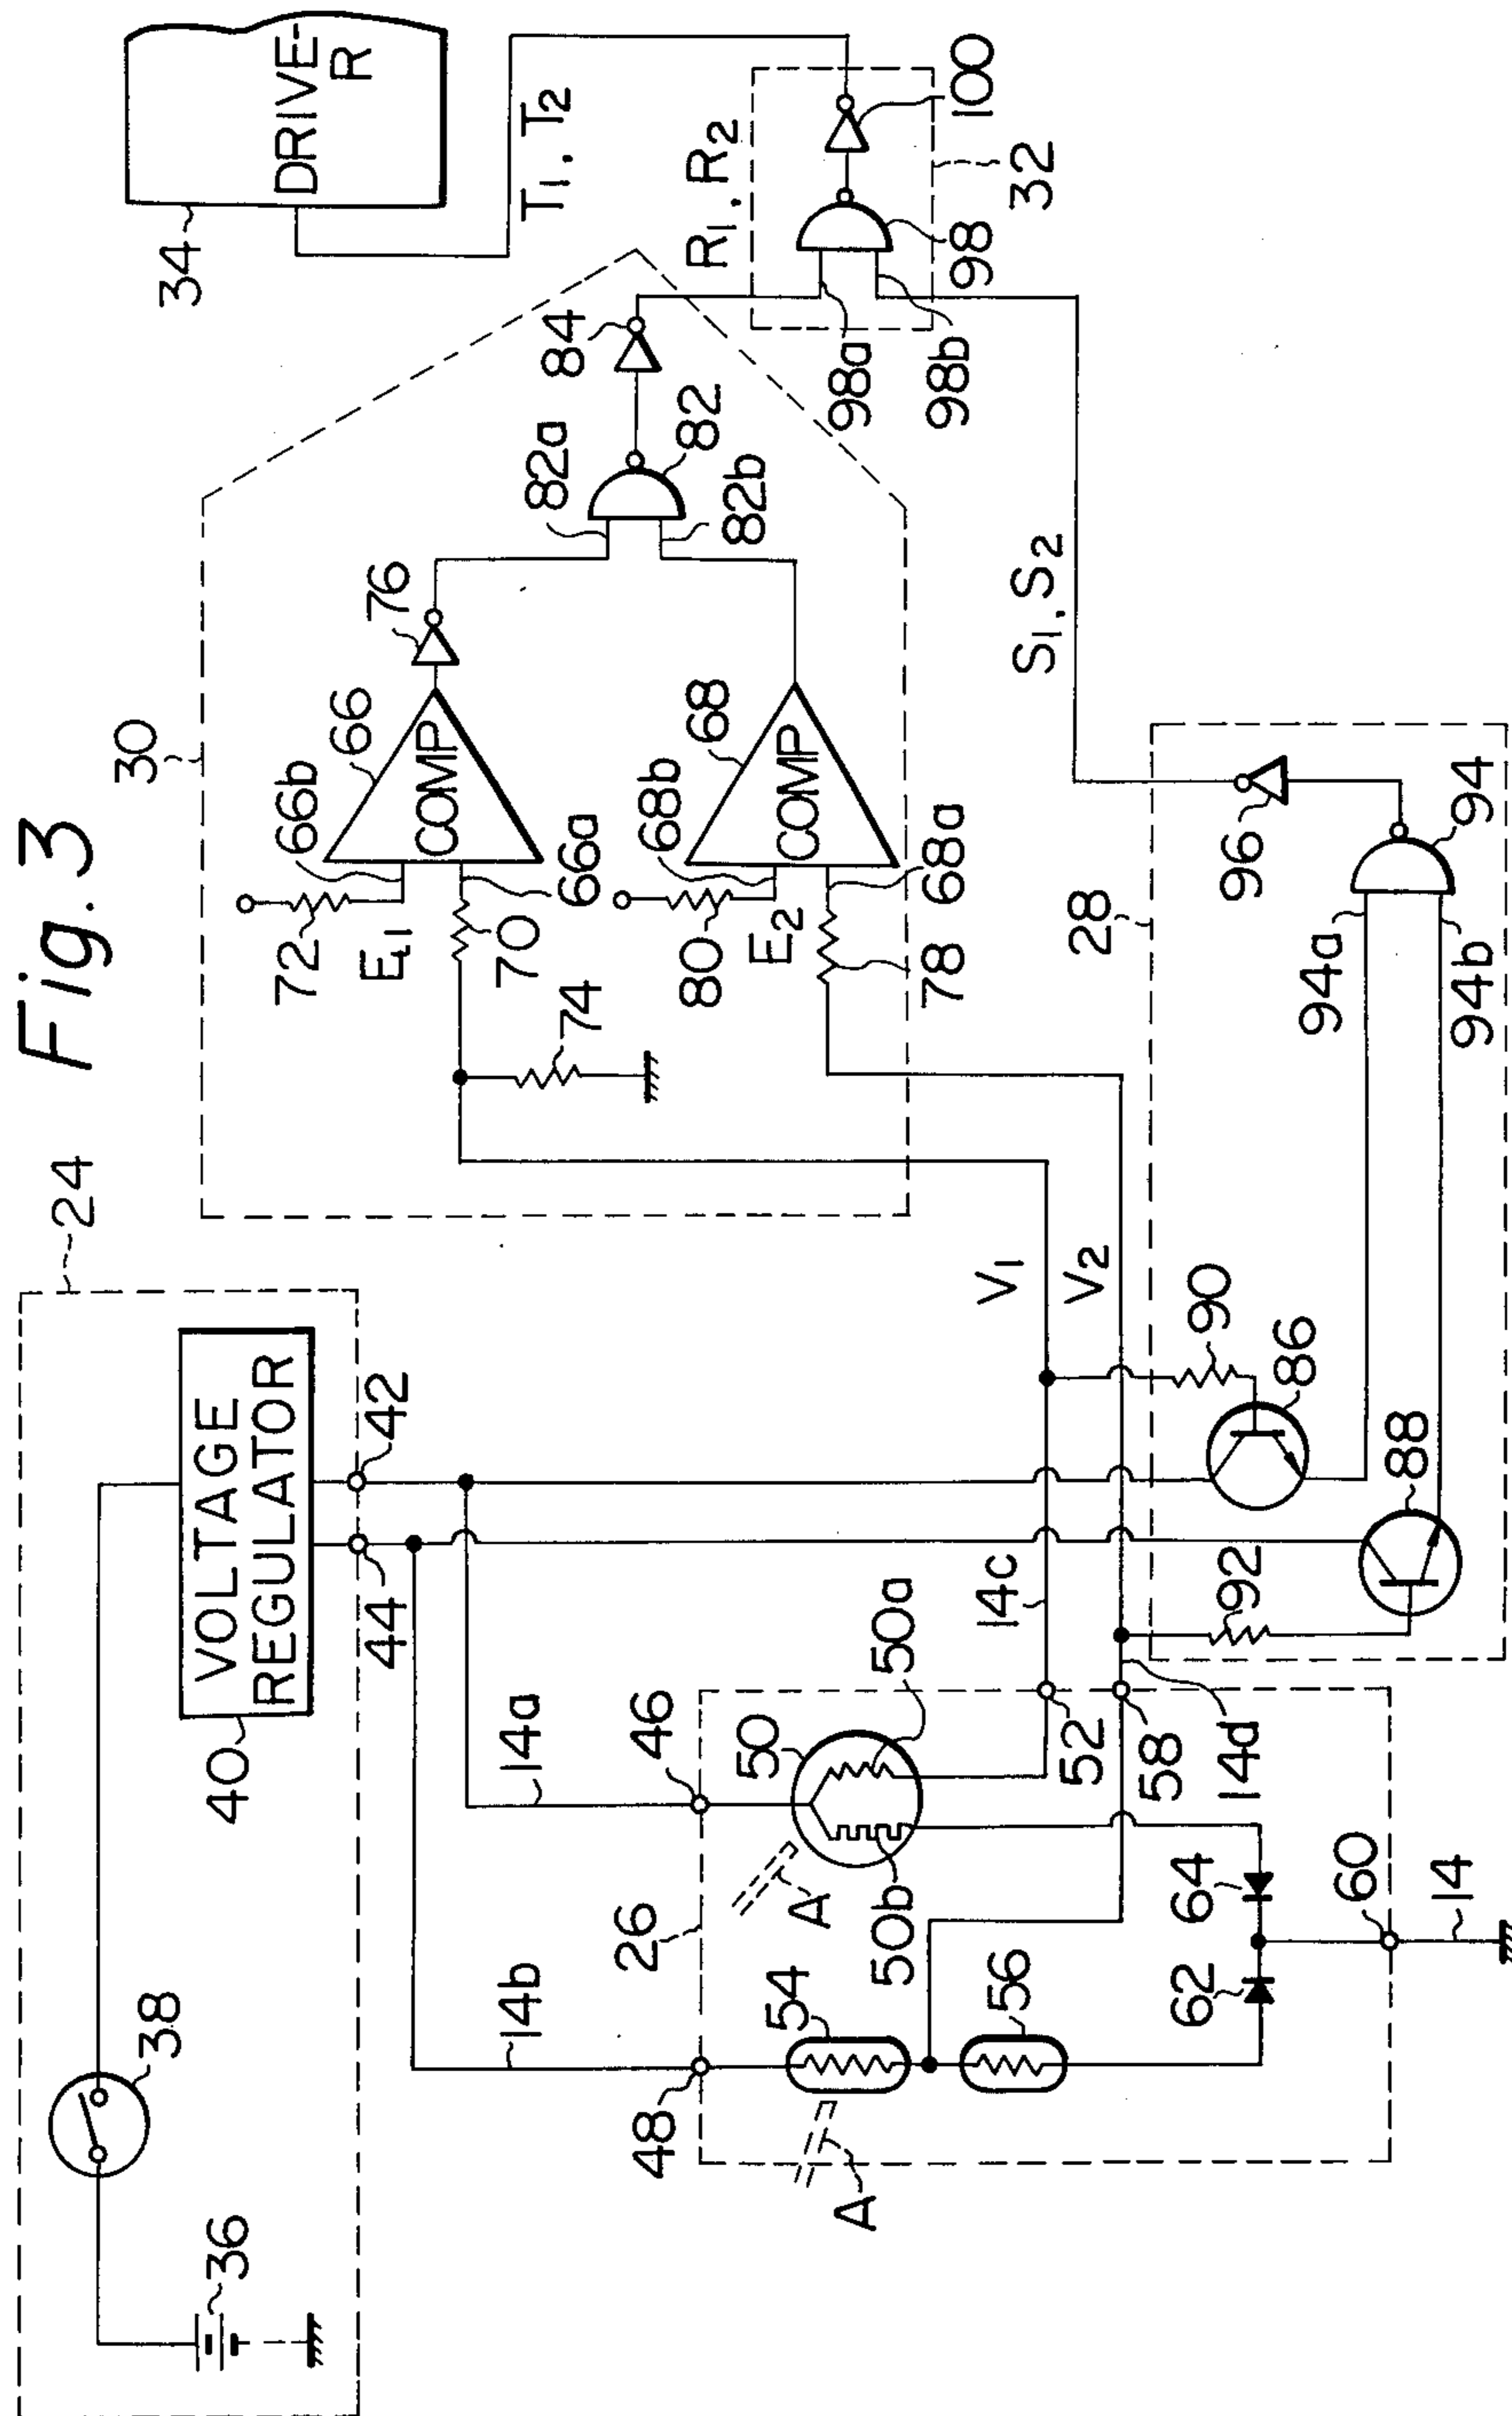 Fig. 3
24
38
36
40
VOLTAGE
REGULATOR
44
42
14b
14a
48
46
26
50
50a
54
A
A
50b
56
52
58
14c
14d
62
64
60
14
V1
V2
92
90
88
86
28
94a
94b
94
96
S1, S2
30
72
66b
66
E1
COMP
70
66a
76
74
80
68b
68
E2
COMP
78
68a
82a
82
82b
84
R1, R2
98a
98b
98
100
32
T1, T2
34
DRIVE-
R